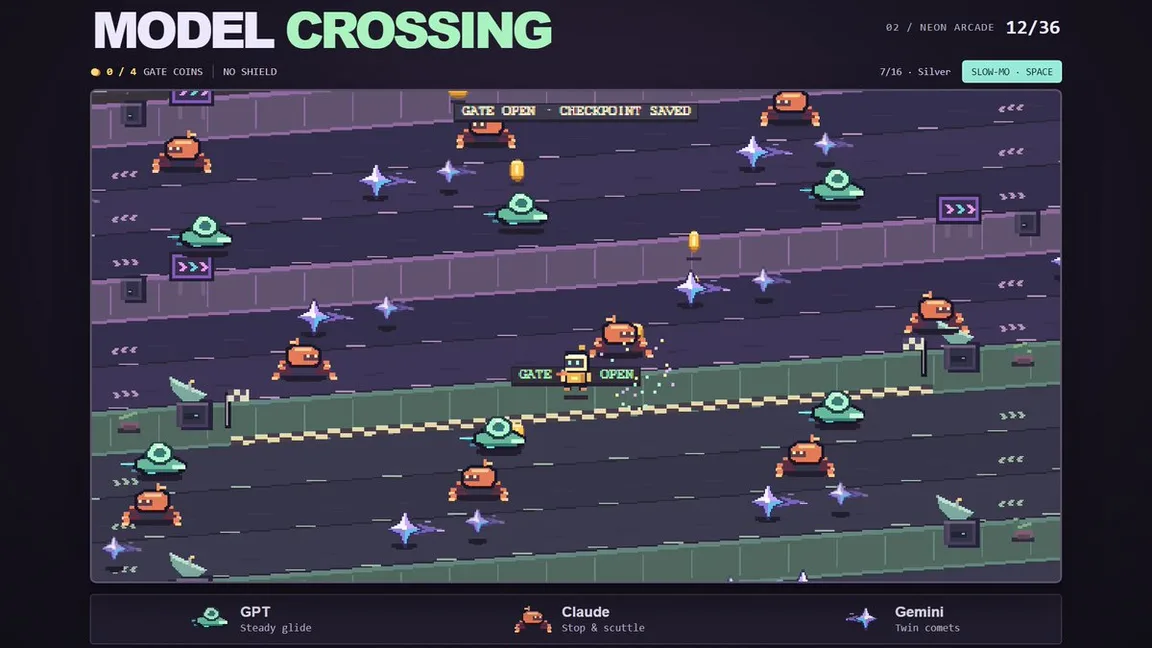 MODEL CROSSING
02 / NEON ARCADE 12/36
0 / 4 GATE COINS NO SHIELD
7/16 · Silver SLOW-MO · SPACE
GATE OPEN · CHECKPOINT SAVED
GATE OPEN
GPT
Steady glide
Claude
Stop & scuttle
Gemini
Twin comets